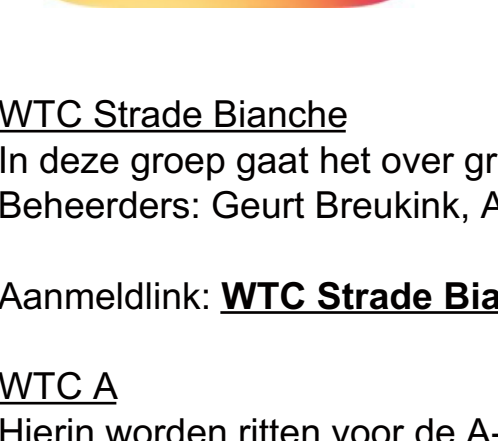 WTC Strade Bianche
In deze groep gaat het over gr
Beheerders: Geurt Breukink, A
Aanmeldlink: WTC Strade Bia
WTC A
Hierin worden ritten voor de A-